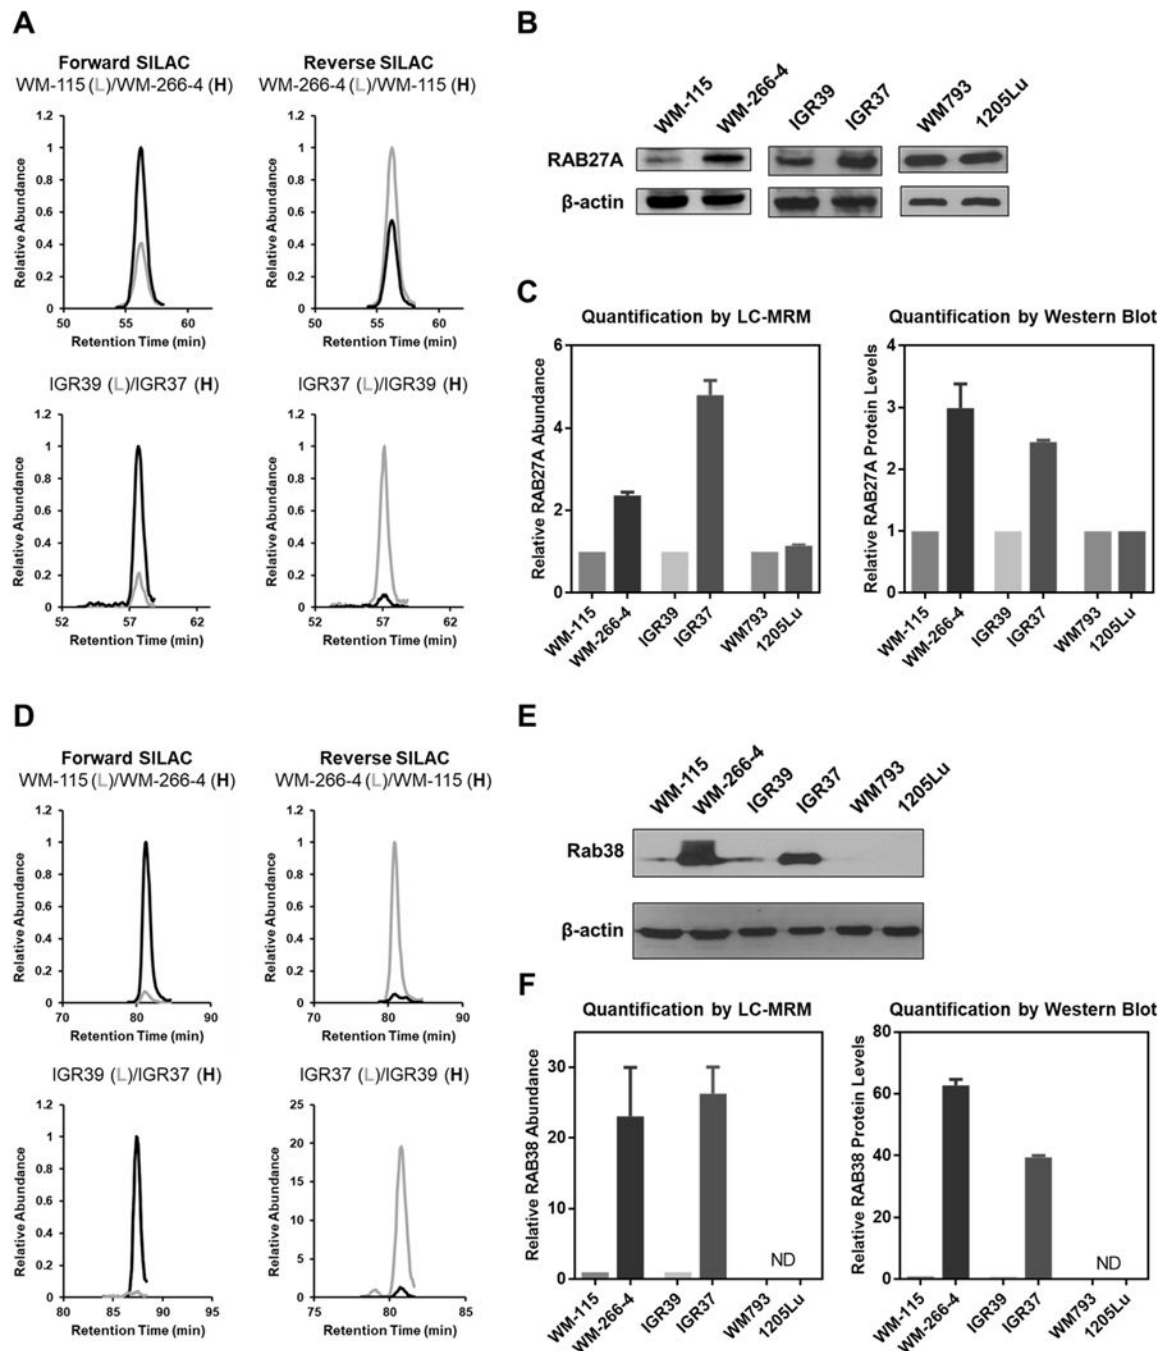 A
Forward SILAC
WM-115 (L)/WM-266-4 (H)
Relative Abundance
1.2
1
0.8
0.6
0.4
0.2
0
50
55
60
Retention Time (min)
Reverse SILAC
WM-266-4 (L)/WM-115 (H)
Relative Abundance
1.2
1
0.8
0.6
0.4
0.2
0
50
55
60
Retention Time (min)
IGR39 (L)/IGR37 (H)
Relative Abundance
1.2
1
0.8
0.6
0.4
0.2
0
52
57
62
Retention Time (min)
IGR37 (L)/IGR39 (H)
Relative Abundance
1.2
1
0.8
0.6
0.4
0.2
0
52
57
62
Retention Time (min)
B
WM-115
WM-266-4
IGR39
IGR37
WM793
1205Lu
RAB27A
β-actin
C
Quantification by LC-MRM
Relative RAB27A Abundance
6
4
2
0
WM-115
WM-266-4
IGR39
IGR37
WM793
1205Lu
Quantification by Western Blot
Relative RAB27A Protein Levels
4
3
2
1
0
WM-115
WM-266-4
IGR39
IGR37
WM793
1205Lu
D
Forward SILAC
WM-115 (L)/WM-266-4 (H)
Relative Abundance
1.2
1
0.8
0.6
0.4
0.2
0
70
80
90
Retention Time (min)
Reverse SILAC
WM-266-4 (L)/WM-115 (H)
Relative Abundance
1.2
1
0.8
0.6
0.4
0.2
0
70
80
90
Retention Time (min)
IGR39 (L)/IGR37 (H)
Relative Abundance
1.2
1
0.8
0.6
0.4
0.2
0
80
85
90
95
Retention Time (min)
IGR37 (L)/IGR39 (H)
Relative Abundance
25
20
15
10
5
0
75
80
85
Retention Time (min)
E
WM-115
WM-266-4
IGR39
IGR37
WM793
1205Lu
Rab38
β-actin
F
Quantification by LC-MRM
Relative RAB38 Abundance
30
20
10
0
ND
WM-115
WM-266-4
IGR39
IGR37
WM793
1205Lu
Quantification by Western Blot
Relative RAB38 Protein Levels
80
60
40
20
0
ND
WM-115
WM-266-4
IGR39
IGR37
WM793
1205Lu